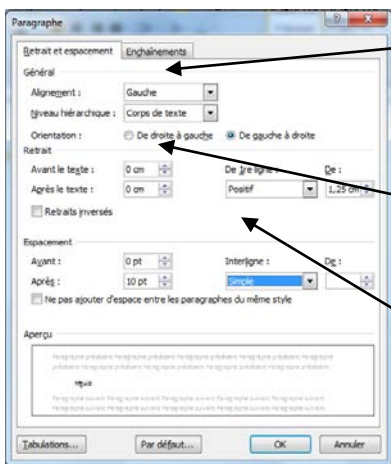 Paragraphe
Retrait et espacement Enchaînements
Général
Alignement : Gauche
Niveau hiérarchique : Corps de texte
Orientation : De droite à gauche De gauche à droite
Retrait
Avant le texte : 0 cm De 1re ligne : De :
Après le texte : 0 cm Positif 1,25 cm
Retraits inversés
Espacement
Avant : 0 pt Interligne : De :
Après : 10 pt Simple
Ne pas ajouter d'espace entre les paragraphes du même style
Aperçu
Tabulations... Par défaut... OK Annuler